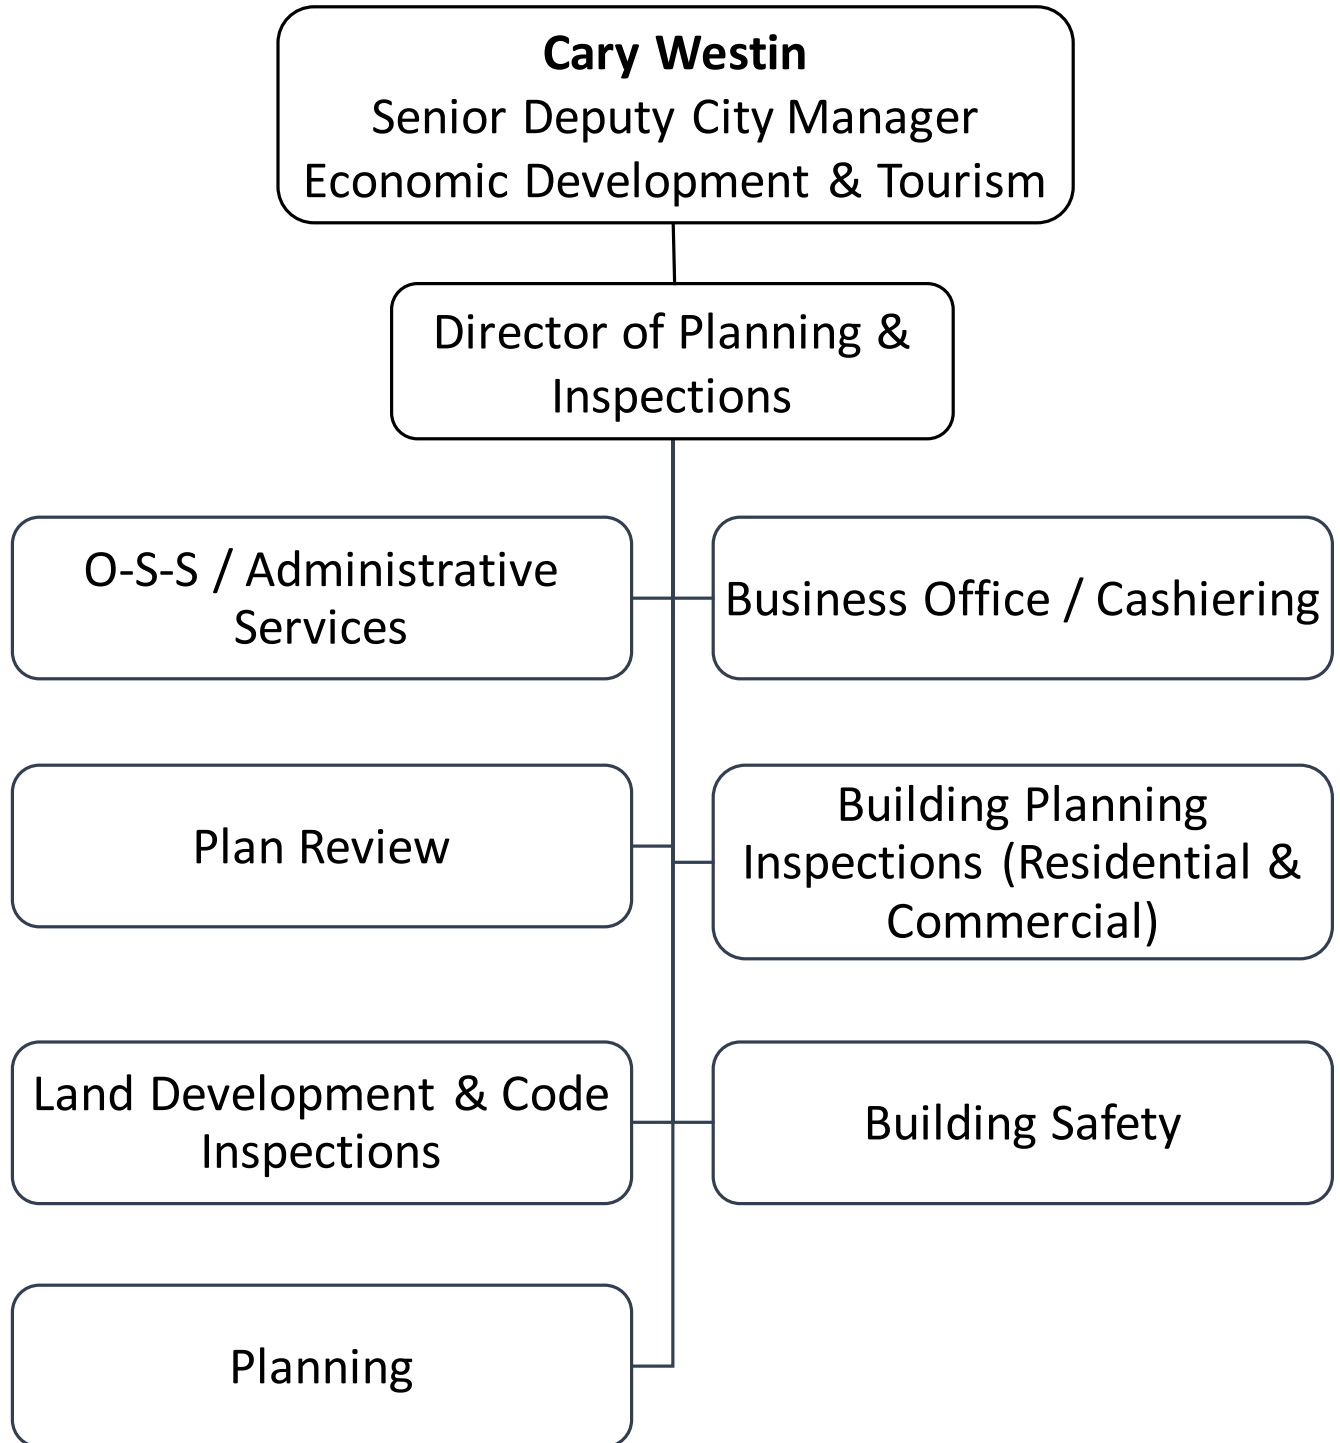 Cary Westin
Senior Deputy City Manager
Economic Development & Tourism
Director of Planning &
Inspections
O-S-S / Administrative
Services
Business Office / Cashiering
Plan Review
Building Planning
Inspections (Residential &
Commercial)
Land Development & Code
Inspections
Building Safety
Planning